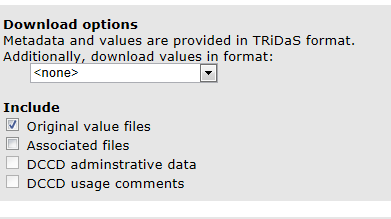 Download options
Metadata and values are provided in TRiDaS format.
Additionally, download values in format:
<none>
Include
Original value files
Associated files
DCCD adminstrative data
DCCD usage comments